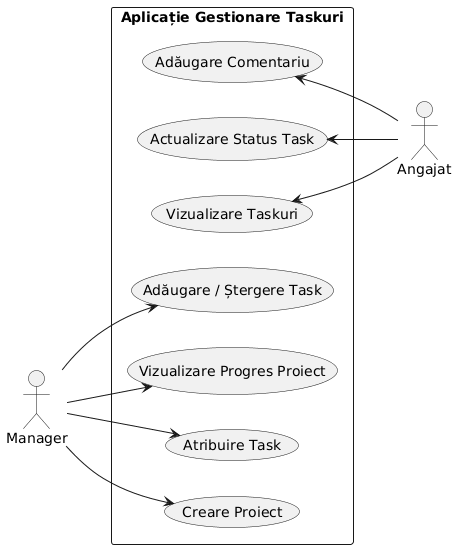 Aplicație Gestionare Taskuri
Adăugare Comentariu
Actualizare Status Task
Angajat
Vizualizare Taskuri
Adăugare / Ștergere Task
Vizualizare Progres Proiect
Manager
Atribuire Task
Creare Proiect